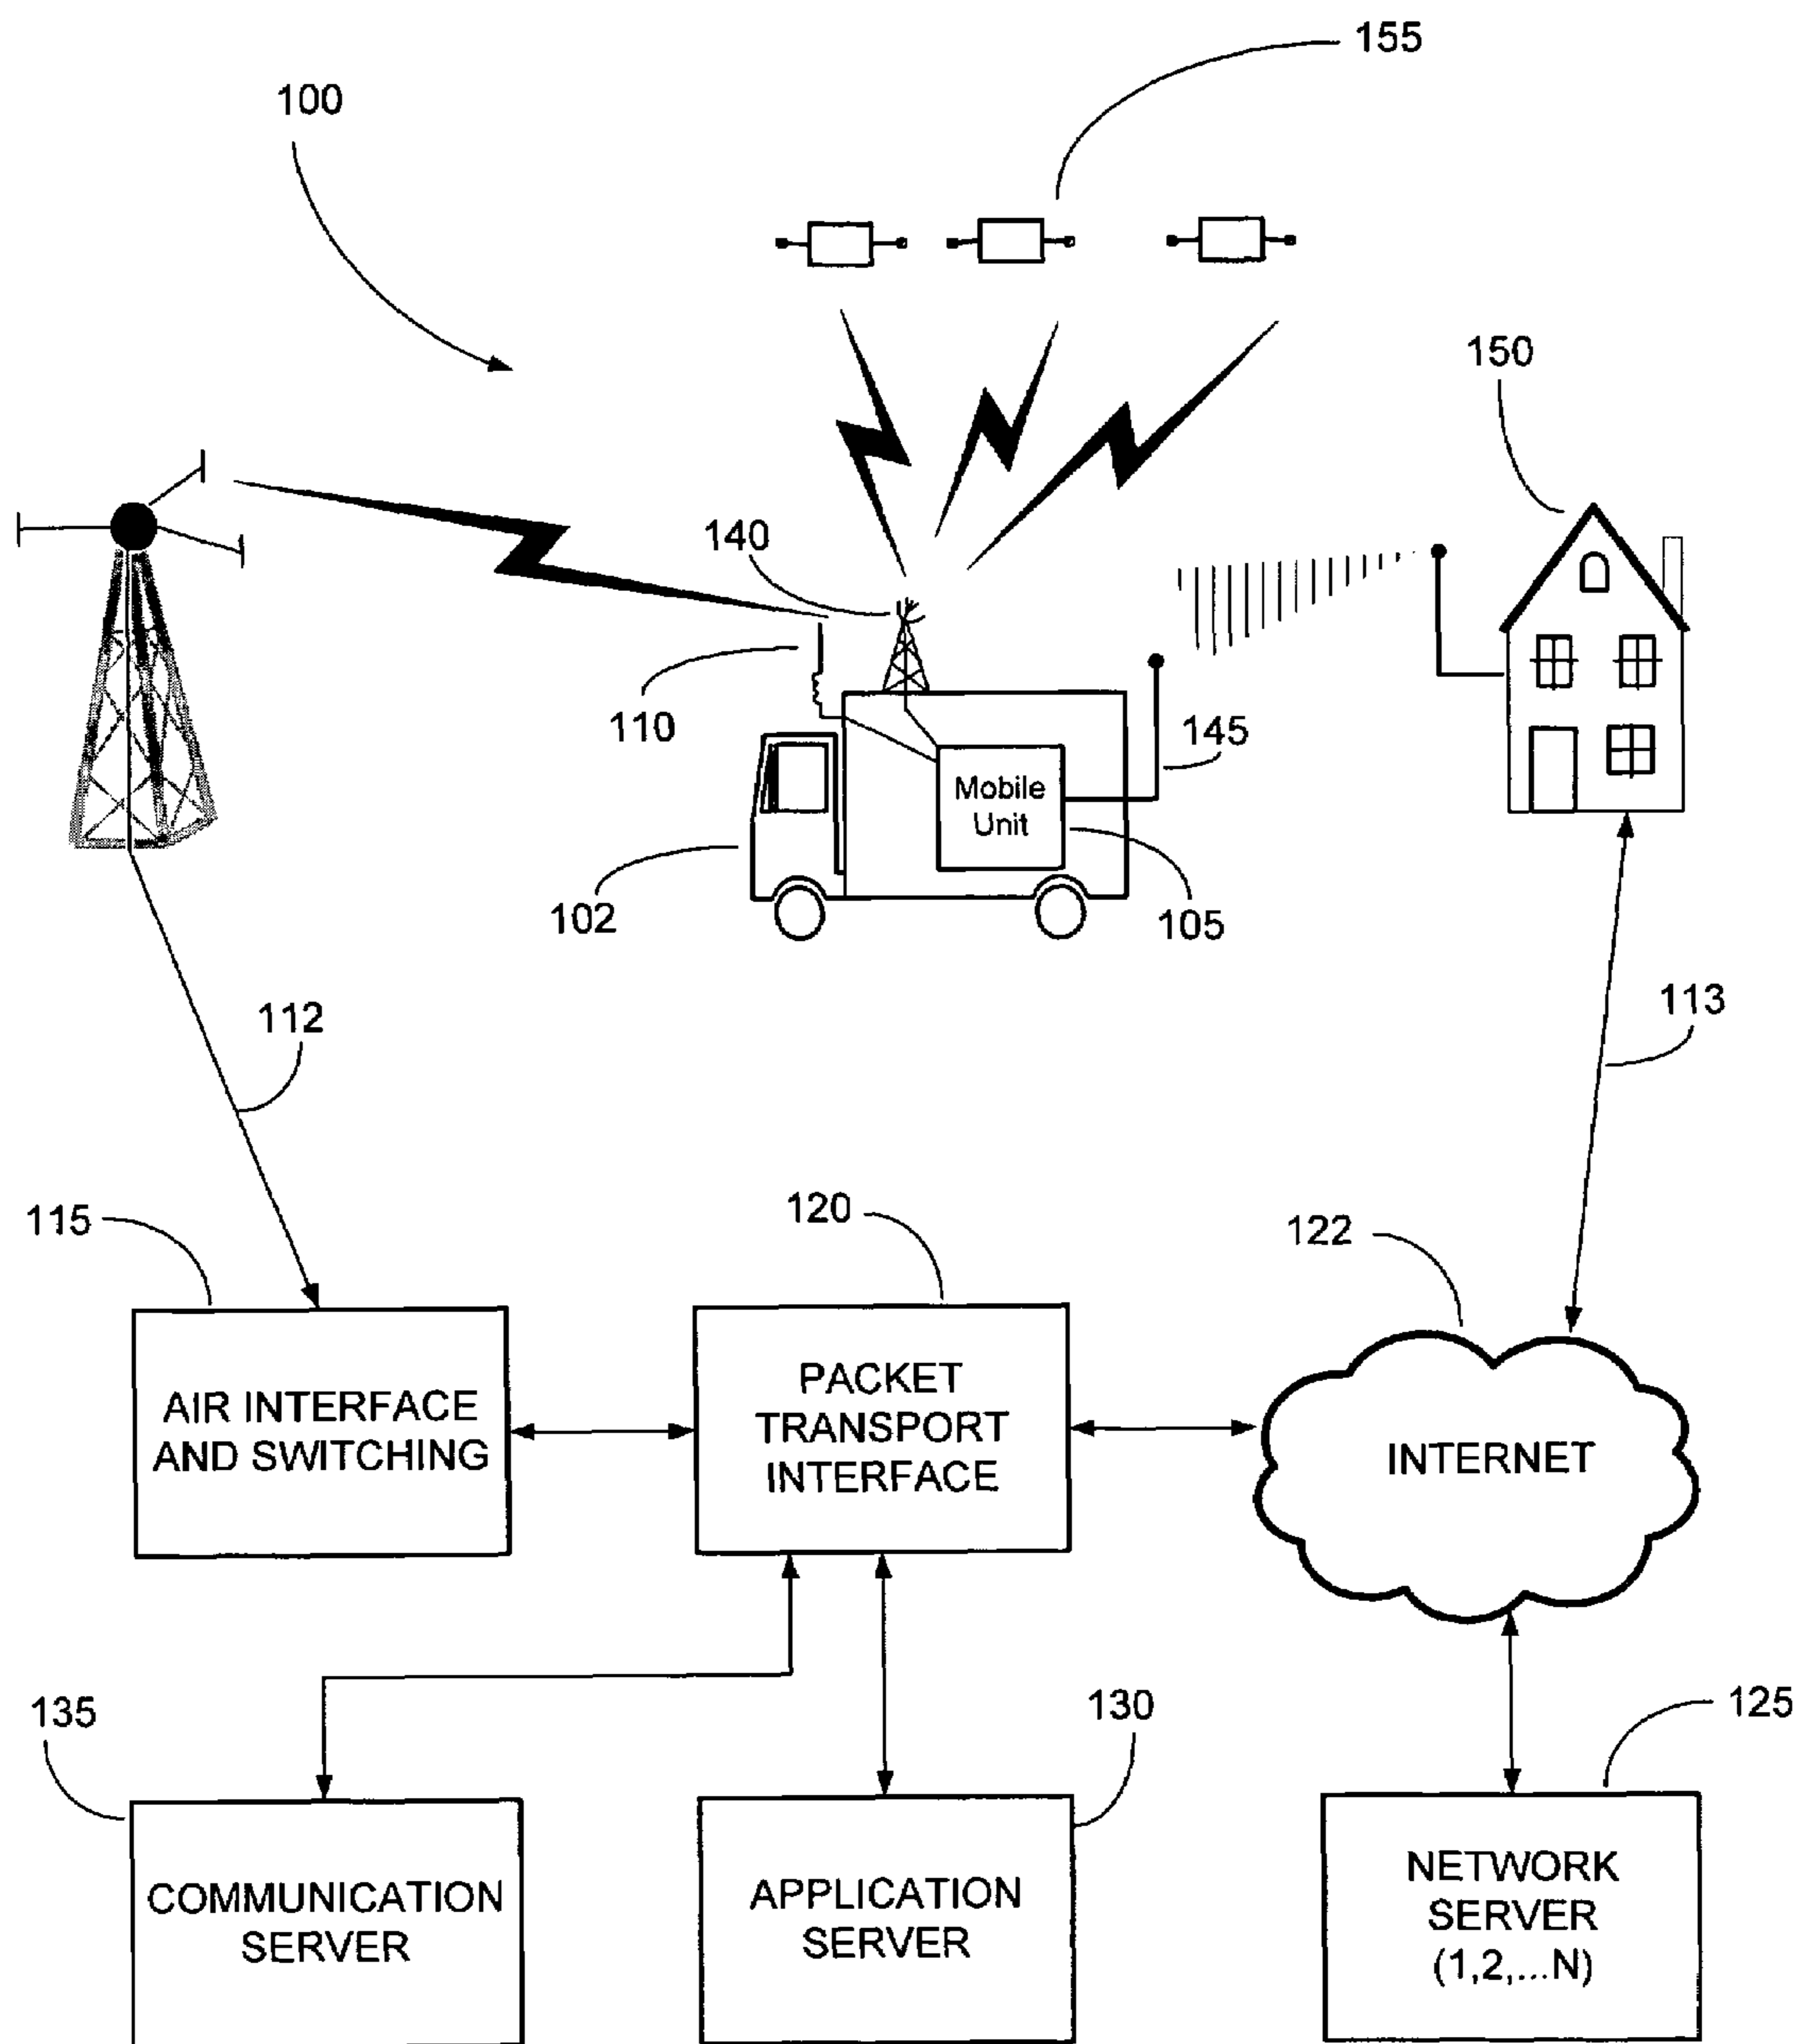 155
100
150
140
110
145
Mobile
Unit
102
105
112
113
115
120
122
AIR INTERFACE
AND SWITCHING
PACKET
TRANSPORT
INTERFACE
INTERNET
135
130
125
COMMUNICATION
SERVER
APPLICATION
SERVER
NETWORK
SERVER
(1,2,...N)